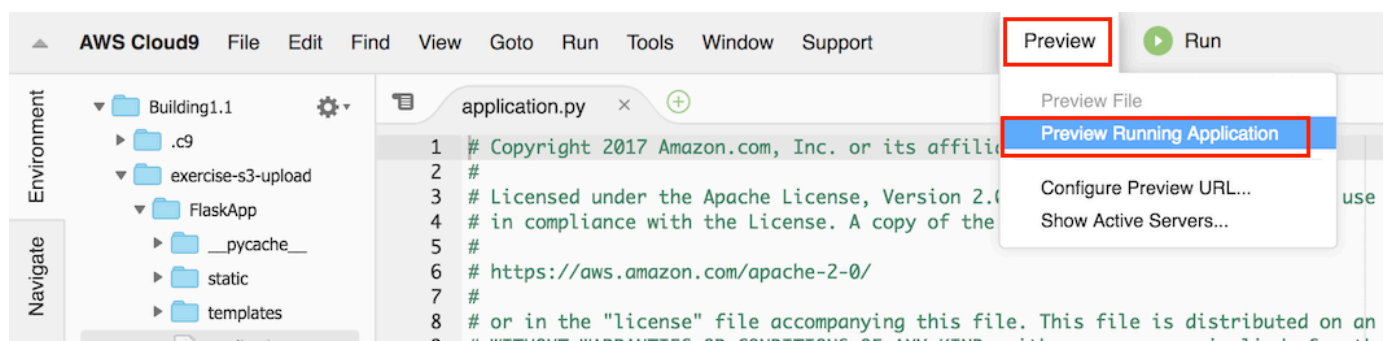 AWS Cloud9 File Edit Find View Goto Run Tools Window Support Preview Run
Environment
Navigate
Building1.1
.c9
exercise-s3-upload
FlaskApp
__pycache__
static
templates
application.py ×
1 # Copyright 2017 Amazon.com, Inc. or its affili
2 #
3 # Licensed under the Apache License, Version 2. use
4 # in compliance with the License. A copy of the
5 #
6 # https://aws.amazon.com/apache-2-0/
7 #
8 # or in the "license" file accompanying this file. This file is distributed on an
Preview File
Preview Running Application
Configure Preview URL...
Show Active Servers...